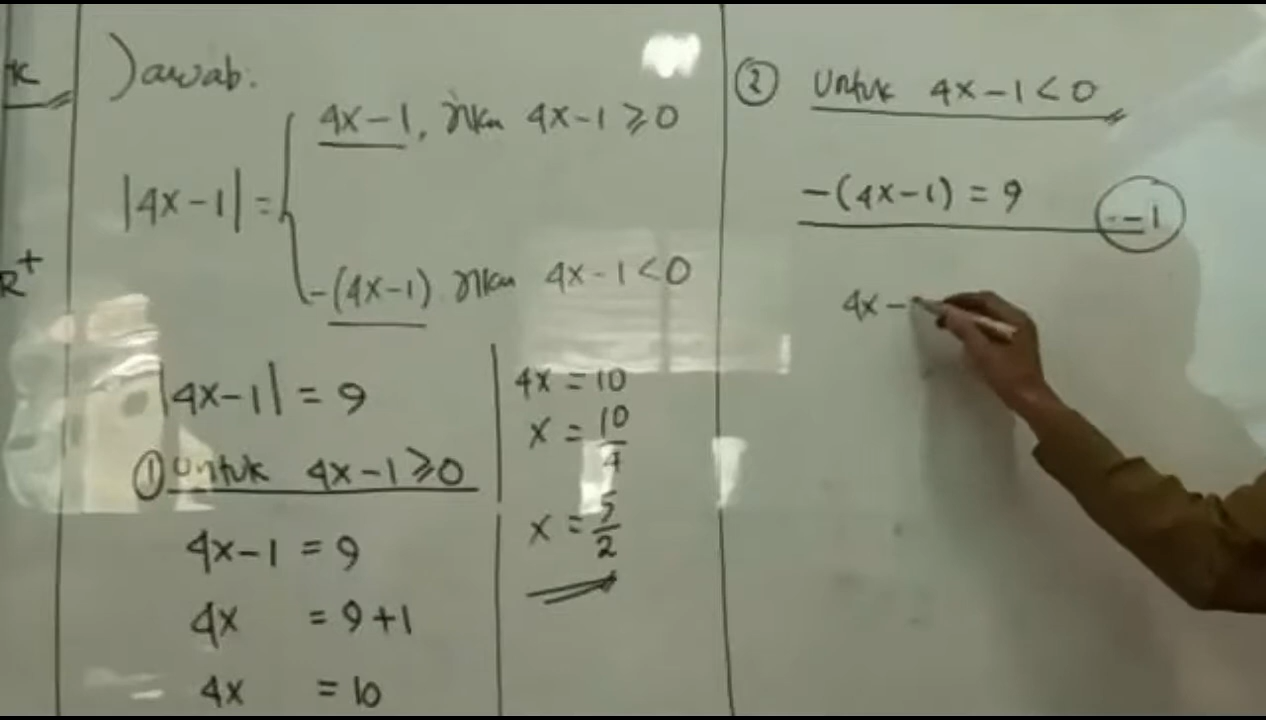 k
R⁺
Jawab:
|4x-1| = { 4x-1, jika 4x-1 ≥ 0
-(4x-1) jika 4x-1 < 0
|4x-1| = 9
① Untuk 4x-1 ≥ 0
4x-1 = 9
4x = 9+1
4x = 10
4x = 10
x = 10/4
x = 5/2
② Untuk 4x-1 < 0
-(4x-1) = 9
: -1
4x -